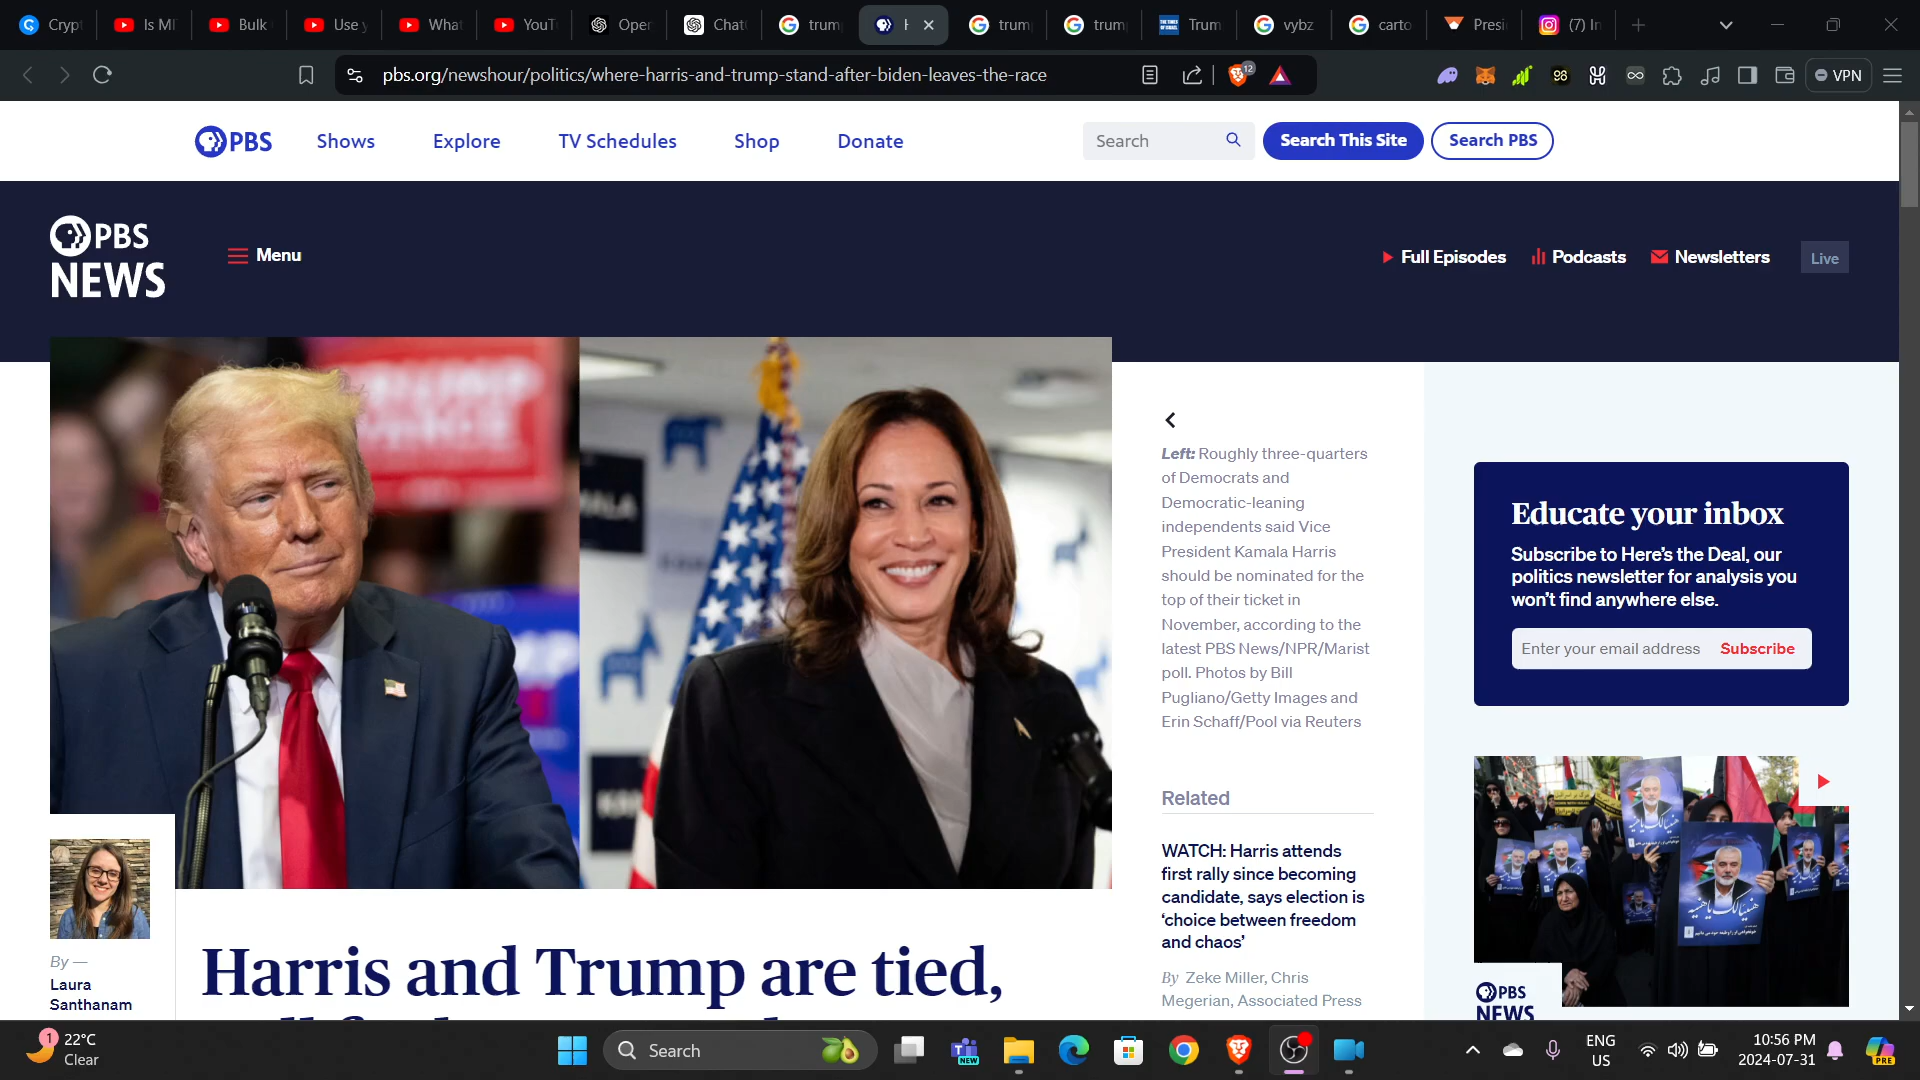 Cryp
Is MI
Bulk
Use y
Wha
YouT
Oper
Chat
trum
trum
trum
Trum
vybz
carto
Presi
(7) In
pbs.org/newshour/politics/where-harris-and-trump-stand-after-biden-leaves-the-race
12
98
VPN
PBS
Shows
Explore
TV Schedules
Shop
Donate
Search
Search This Site
Search PBS
PBS
NEWS
Menu
Full Episodes
Podcasts
Newsletters
Live
Left: Roughly three-quarters
of Democrats and
Democratic-leaning
independents said Vice
President Kamala Harris
should be nominated for the
top of their ticket in
November, according to the
latest PBS News/NPR/Marist
poll. Photos by Bill
Pugliano/Getty Images and
Erin Schaff/Pool via Reuters
Related
WATCH: Harris attends
first rally since becoming
candidate, says election is
‘choice between freedom
and chaos’
By Zeke Miller, Chris
Megerian, Associated Press
Educate your inbox
Subscribe to Here’s the Deal, our
politics newsletter for analysis you
won’t find anywhere else.
Enter your email address
Subscribe
PBS
NEWS
By —
Laura
Santhanam
Harris and Trump are tied,
1
22°C
Clear
Search
NEW
ENG
US
10:56 PM
2024-07-31
PRE